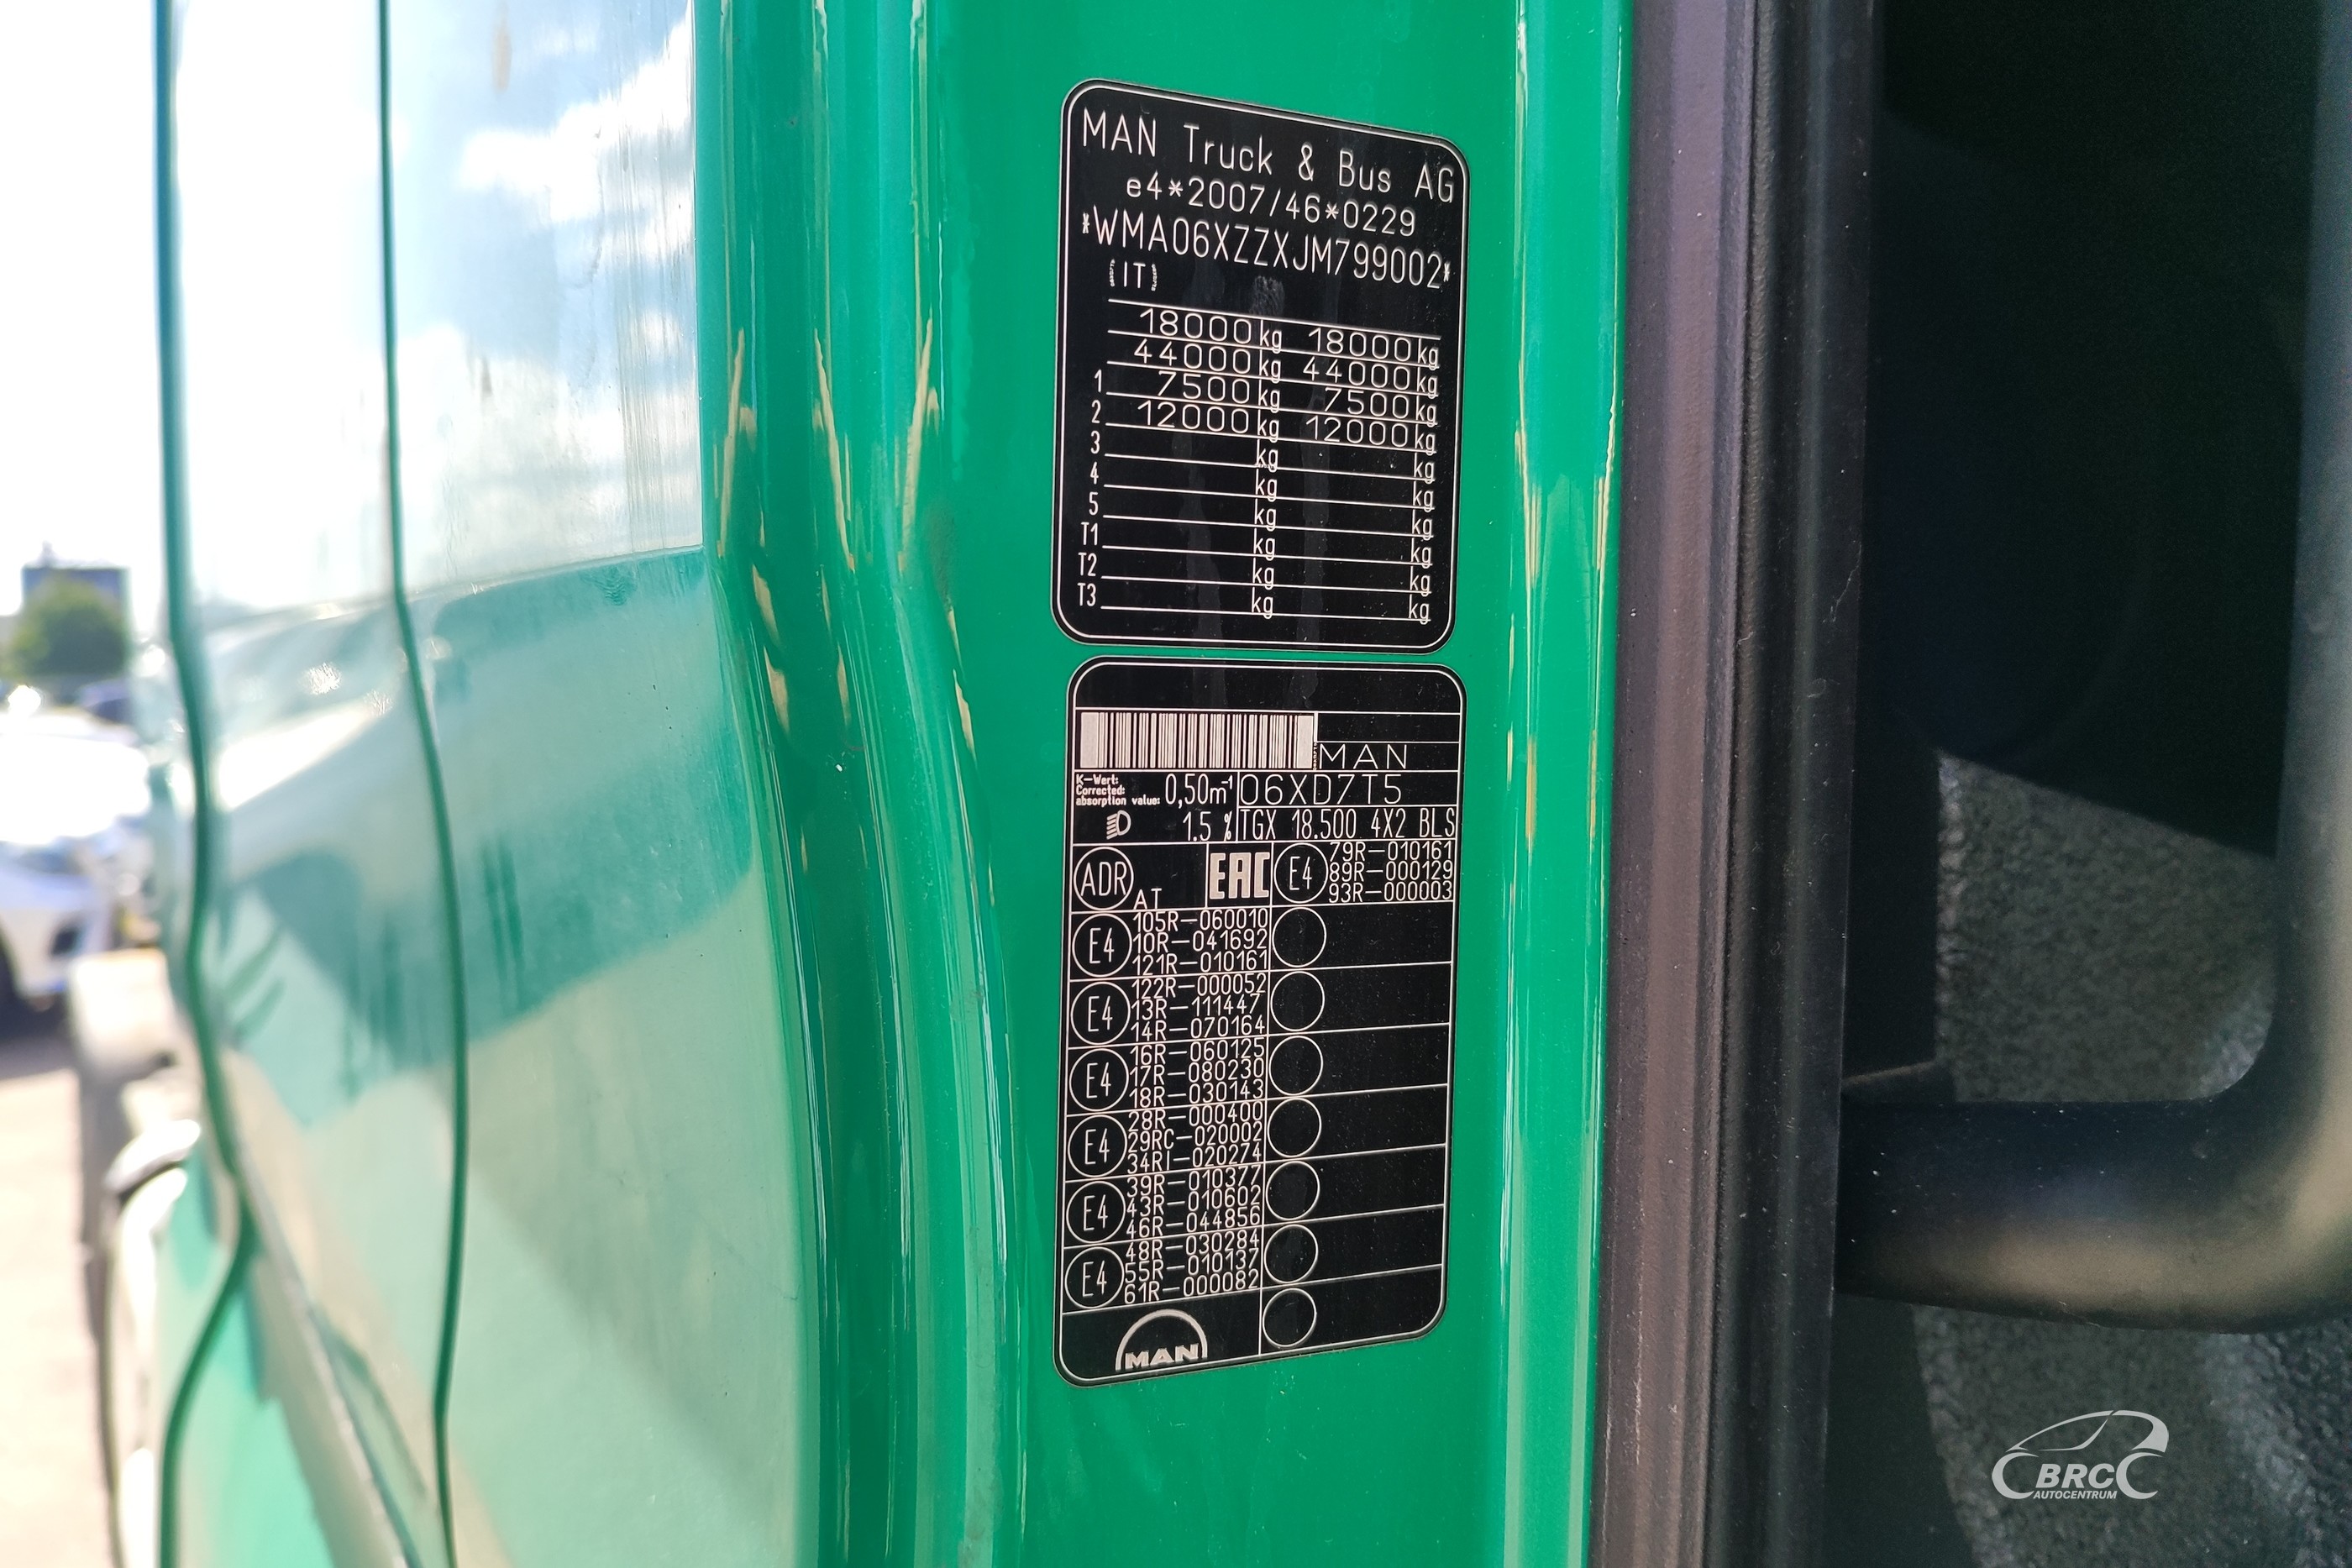 MAN Truck & Bus AG
e4*2007/46*0229
*WMA06XZZXJM799002*
(IT)
18000kg 18000kg
44000kg 44000kg
1 7500kg 7500kg
2 12000kg 12000kg
3 kg kg
4 kg kg
5 kg kg
T1 kg kg
T2 kg kg
T3 kg kg
MAN
K-Wert:
Corrected:
absorption value: 0,50m⁻¹ 06XD7T5
1.5 % TGX 18.500 4X2 BLS
ADR AT EAC E4
79R-010161
89R-000129
93R-000003
E4
105R-060010
10R-041692
121R-010161
E4
122R-000052
13R-111447
14R-070164
E4
16R-060125
17R-080230
18R-030143
E4
28R-000400
29RC-020002
34RI-020274
E4
39R-010377
43R-010602
46R-044856
E4
48R-030284
55R-010137
61R-000082
MAN
BRC
AUTOCENTRUM